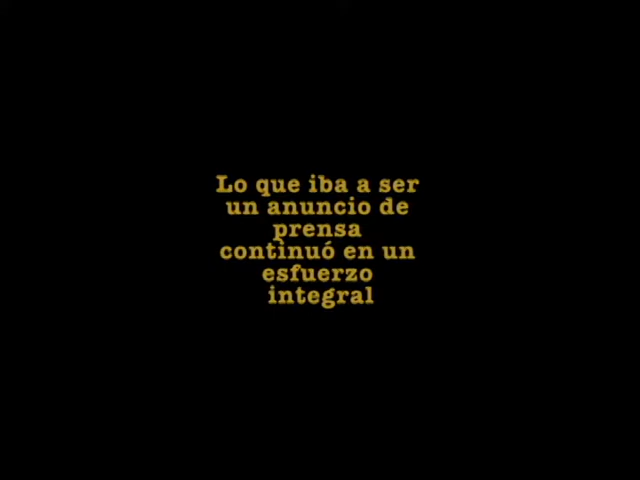 Lo que iba a ser
un anuncio de
prensa
continuó en un
esfuerzo
integral